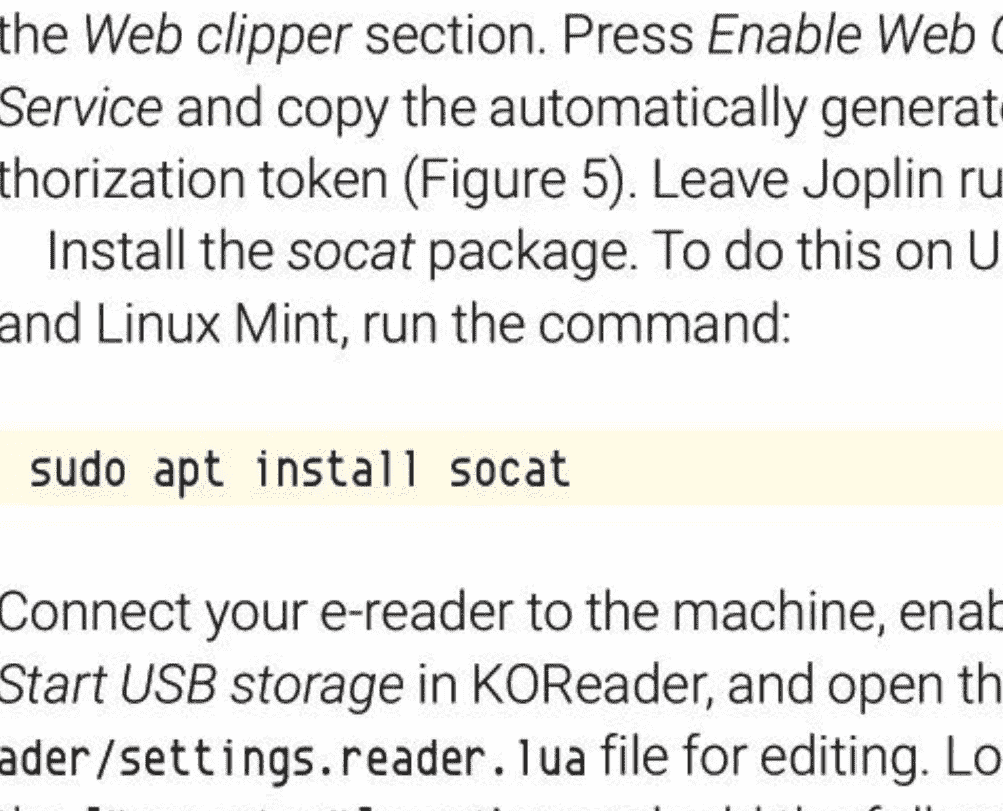 the Web clipper section. Press Enable Web
Service and copy the automatically generate
thorization token (Figure 5). Leave Joplin ru
Install the socat package. To do this on U
and Linux Mint, run the command:
sudo apt install socat
Connect your e-reader to the machine, enab
Start USB storage in KOReader, and open th
ader/settings.reader.lua file for editing. Lo